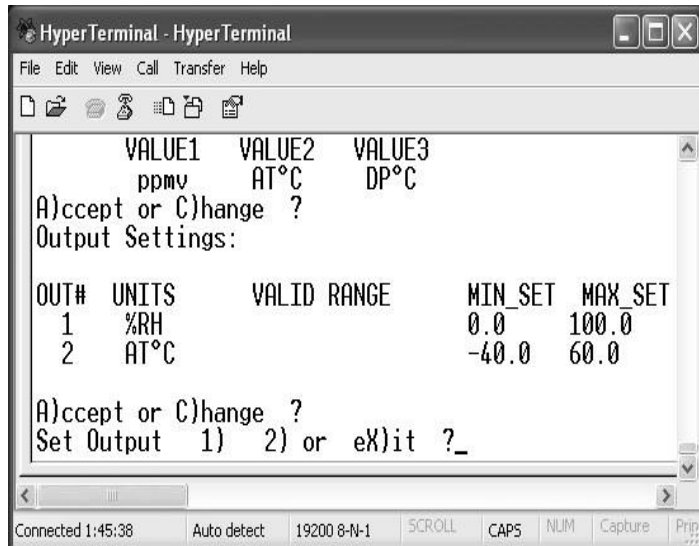 HyperTerminal - HyperTerminal
File Edit View Call Transfer Help
VALUE1 VALUE2 VALUE3
ppmv AT°C DP°C
A)ccept or C)hange ?
Output Settings:
OUT# UNITS VALID RANGE MIN_SET MAX_SET
1 %RH 0.0 100.0
2 AT°C -40.0 60.0
A)ccept or C)hange ?
Set Output 1) 2) or eX)it ?_
Connected 1:45:38 Auto detect 19200 8-N-1 SCROLL CAPS NUM Capture Prin